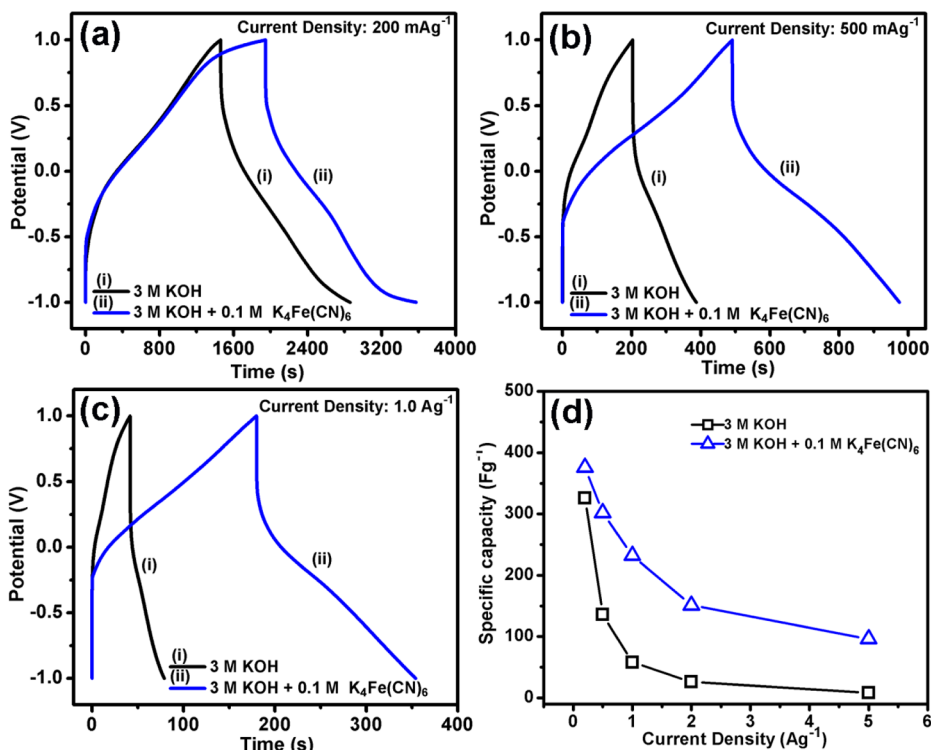 (a)
Current Density: 200 mAg⁻¹
1.0
0.5
0.0
-0.5
-1.0
Potential (V)
(i)
(ii)
(i) 3 M KOH
(ii) 3 M KOH + 0.1 M K₄Fe(CN)₆
0 800 1600 2400 3200 4000
Time (s)
(b)
Current Density: 500 mAg⁻¹
1.0
0.5
0.0
-0.5
-1.0
Potential (V)
(i)
(ii)
(i) 3 M KOH
(ii) 3 M KOH + 0.1 M K₄Fe(CN)₆
0 200 400 600 800 1000
Time (s)
(c)
Current Density: 1.0 Ag⁻¹
1.0
0.5
0.0
-0.5
-1.0
Potential (V)
(i)
(ii)
(i) 3 M KOH
(ii) 3 M KOH + 0.1 M K₄Fe(CN)₆
0 100 200 300 400
Time (s)
(d)
3 M KOH
3 M KOH + 0.1 M K₄Fe(CN)₆
500
400
300
200
100
0
Specific capacity (Fg⁻¹)
0 1 2 3 4 5 6
Current Density (Ag⁻¹)